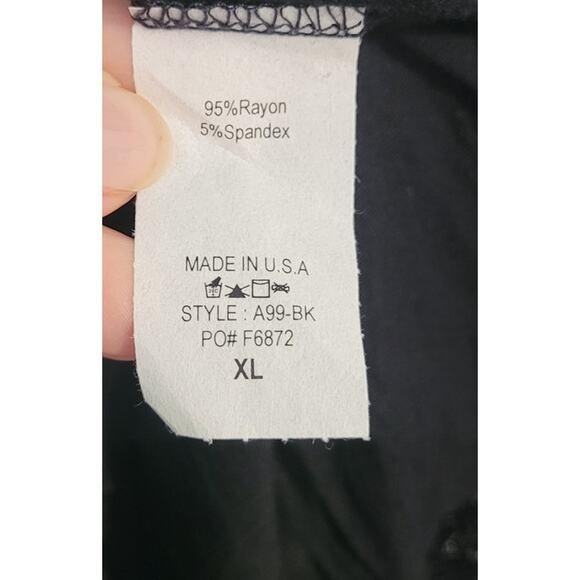 95%Rayon
5%Spandex
MADE IN U.S.A
STYLE : A99-BK
PO# F6872
XL